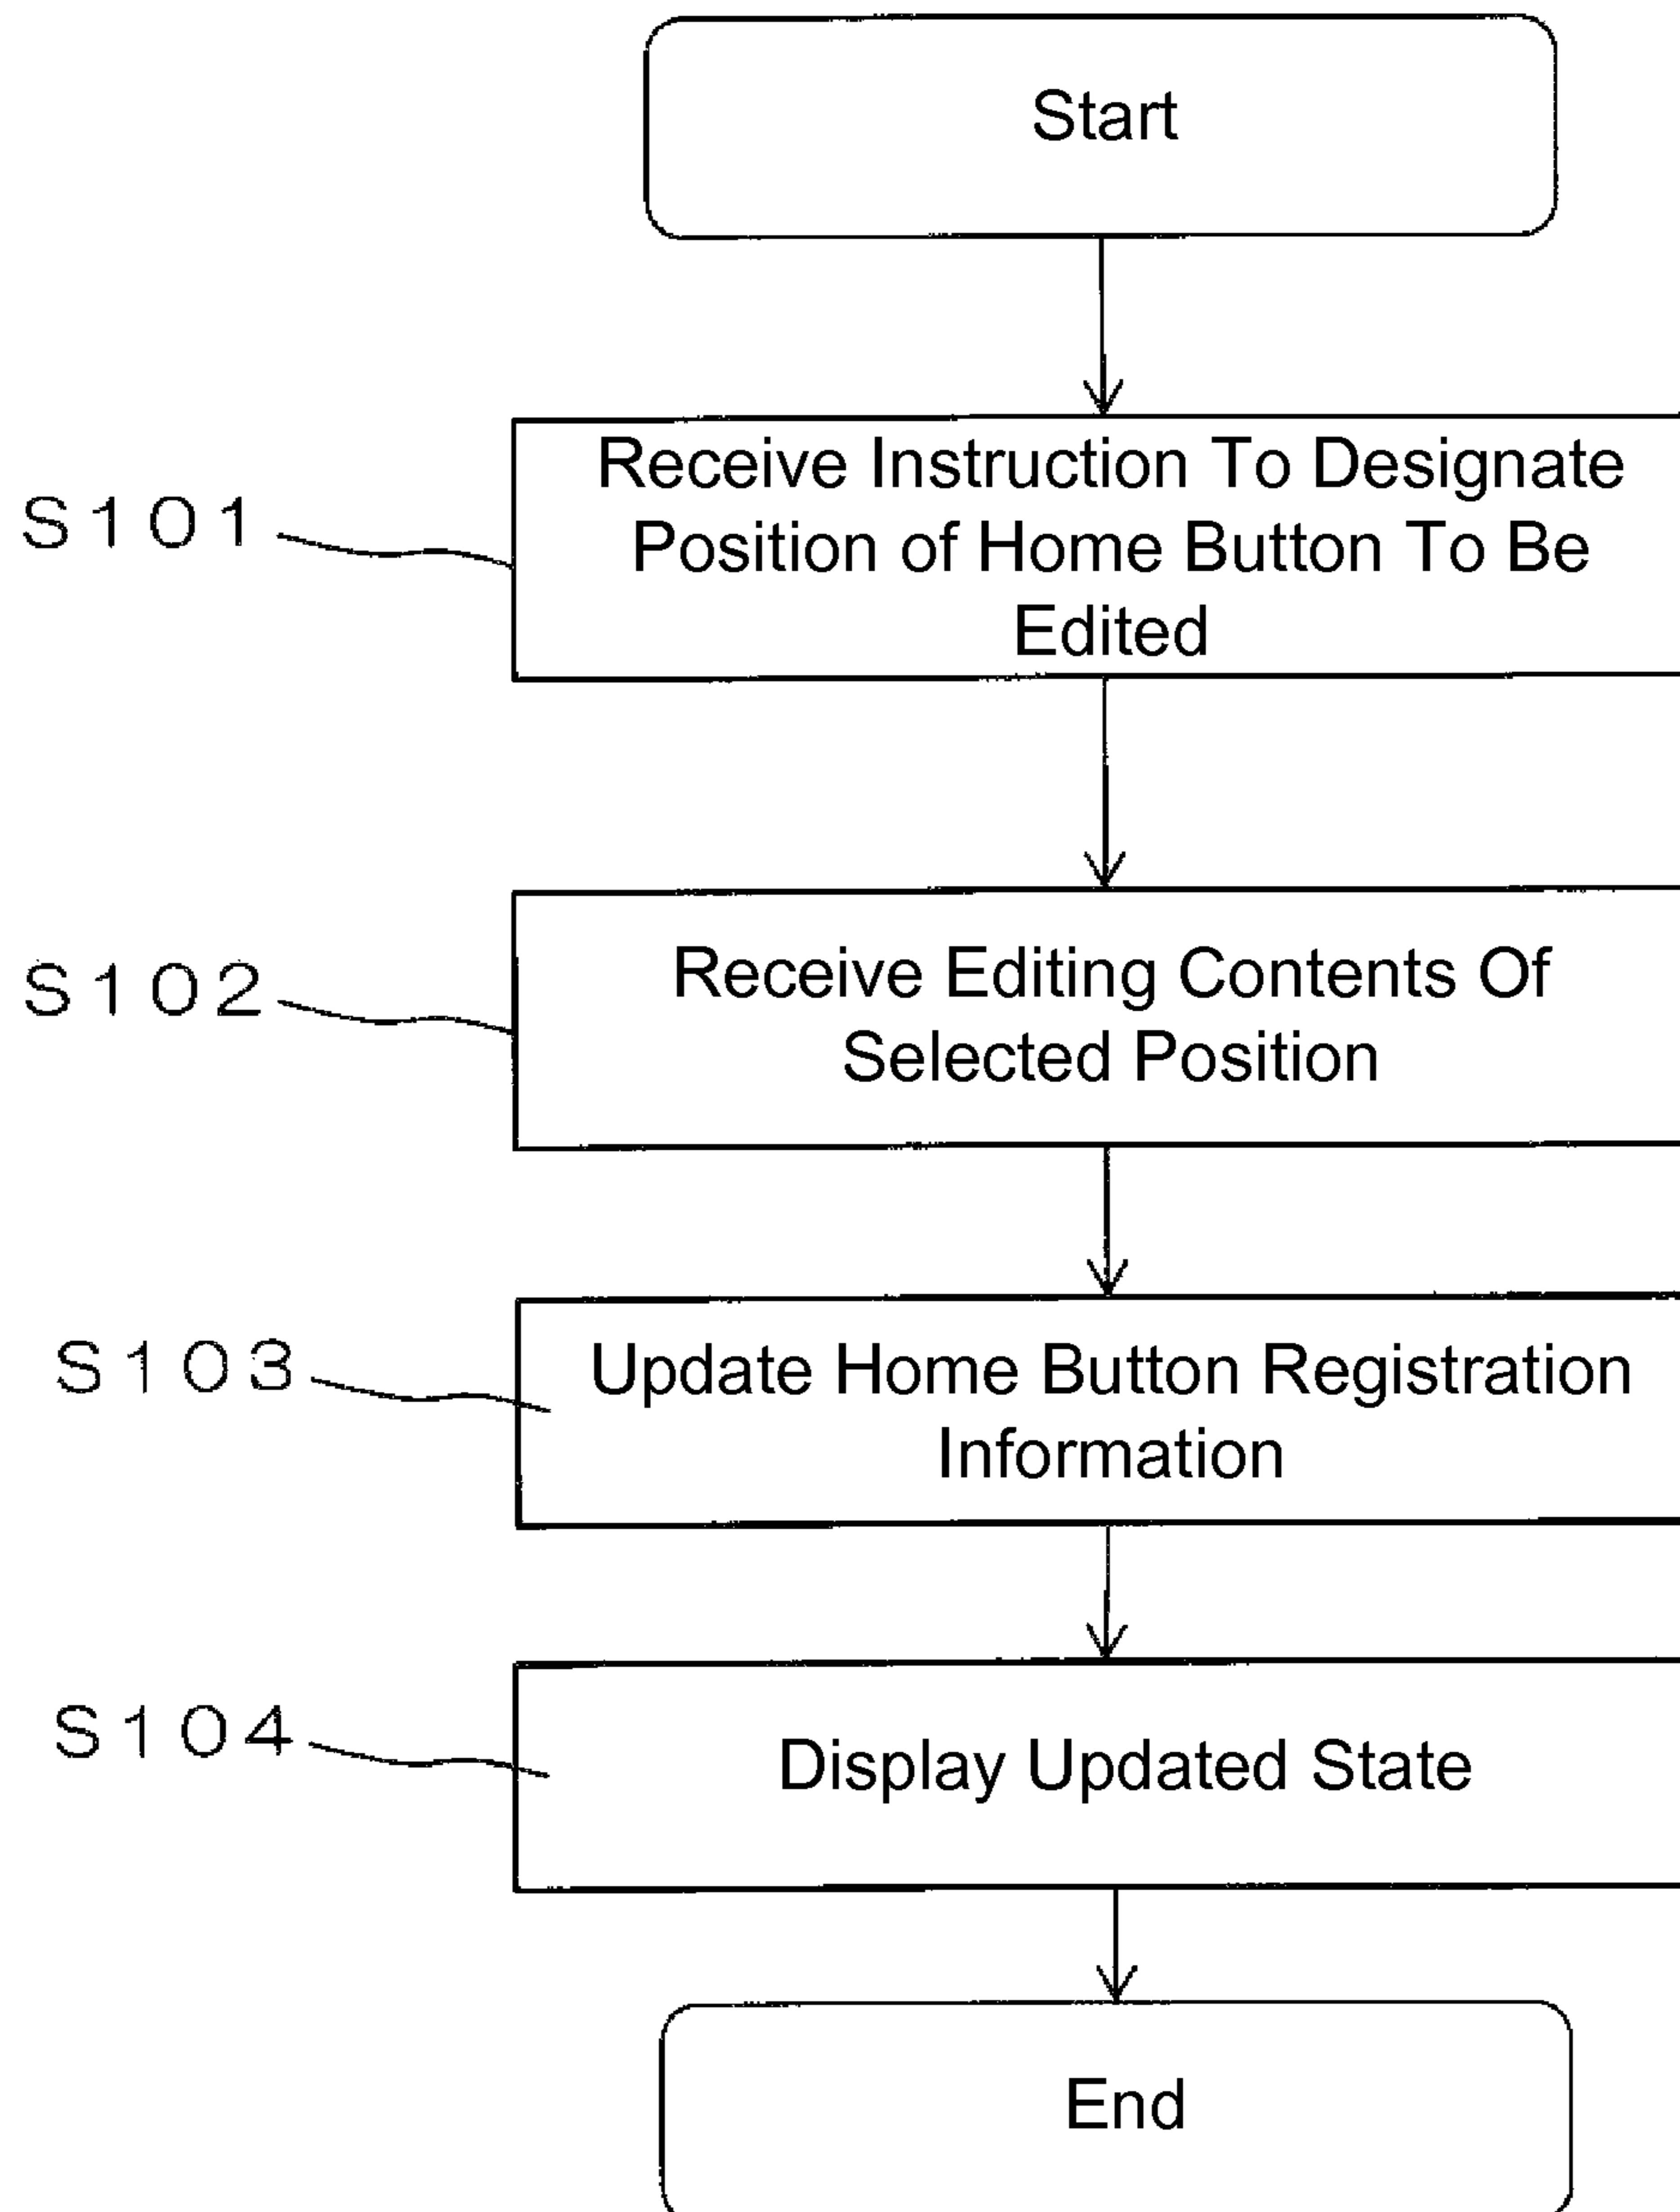 Start
S101
Receive Instruction To Designate
Position of Home Button To Be
Edited
S102
Receive Editing Contents Of
Selected Position
S103
Update Home Button Registration
Information
S104
Display Updated State
End